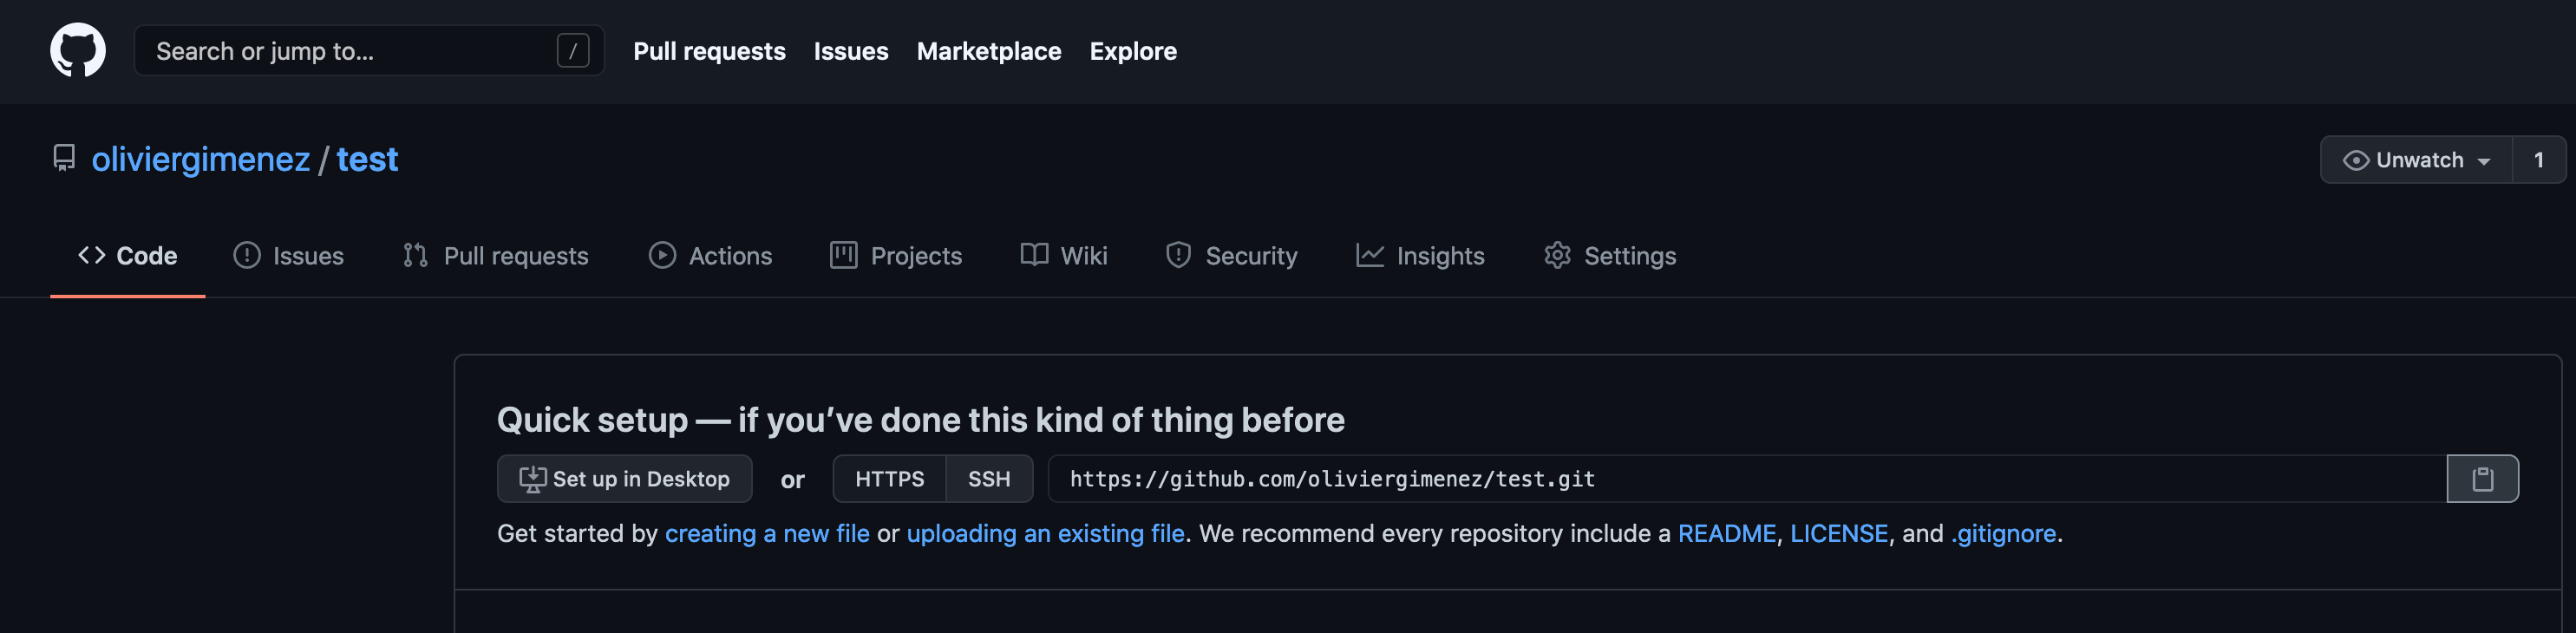 Search or jump to... / Pull requests Issues Marketplace Explore
oliviergimenez / test Unwatch 1
Code Issues Pull requests Actions Projects Wiki Security Insights Settings
Quick setup — if you’ve done this kind of thing before
Set up in Desktop or HTTPS SSH https://github.com/oliviergimenez/test.git
Get started by creating a new file or uploading an existing file. We recommend every repository include a README, LICENSE, and .gitignore.